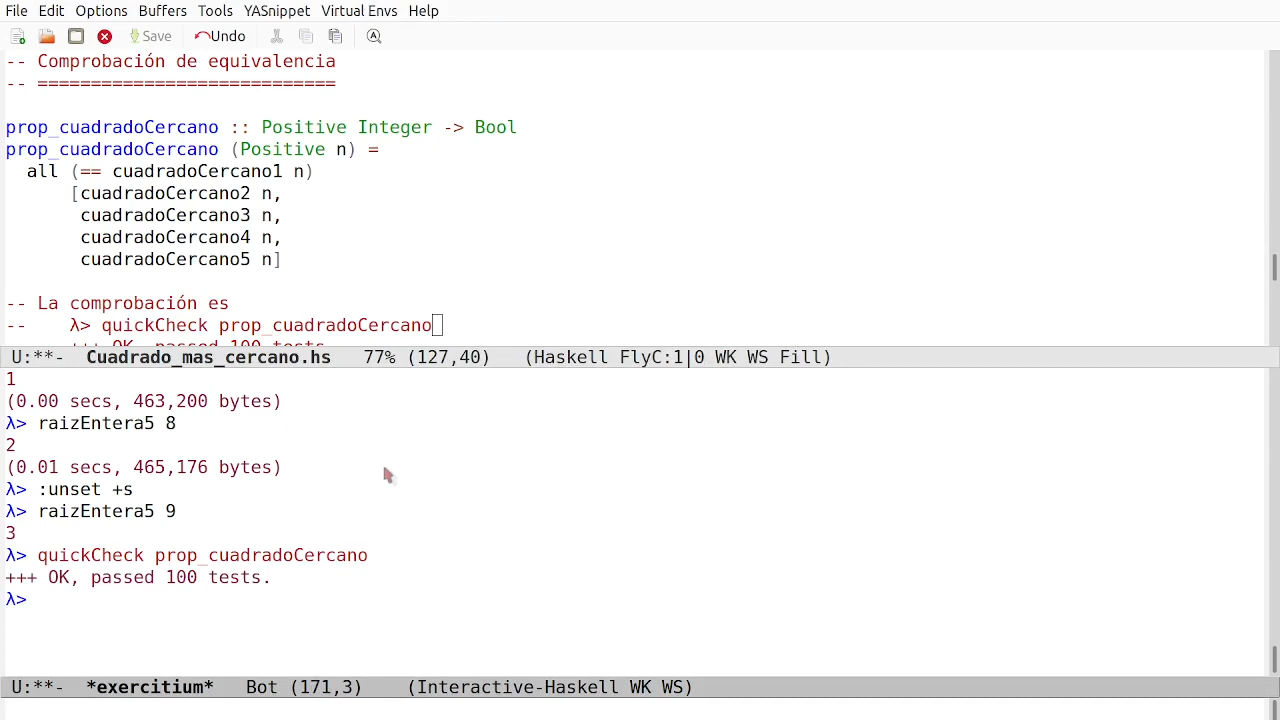 File Edit Options Buffers Tools YASnippet Virtual Envs Help
Save Undo
-- Comprobación de equivalencia
-- ============================
prop_cuadradoCercano :: Positive Integer -> Bool
prop_cuadradoCercano (Positive n) =
all (== cuadradoCercano1 n)
[cuadradoCercano2 n,
cuadradoCercano3 n,
cuadradoCercano4 n,
cuadradoCercano5 n]
-- La comprobación es
-- λ> quickCheck prop_cuadradoCercano
-- +++ OK, passed 100 tests.
U:**- Cuadrado_mas_cercano.hs 77% (127,40) (Haskell FlyC:1|0 WK WS Fill)
1
(0.00 secs, 463,200 bytes)
λ> raizEntera5 8
2
(0.01 secs, 465,176 bytes)
λ> :unset +s
λ> raizEntera5 9
3
λ> quickCheck prop_cuadradoCercano
+++ OK, passed 100 tests.
λ>
U:**- *exercitium* Bot (171,3) (Interactive-Haskell WK WS)